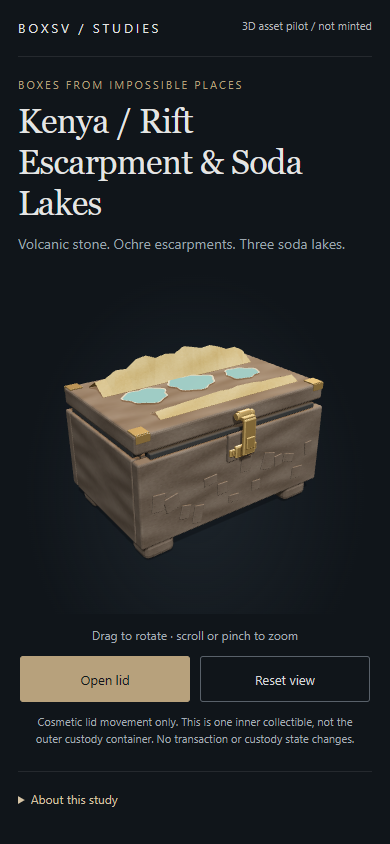 BOXSV / STUDIES
3D asset pilot / not minted
BOXES FROM IMPOSSIBLE PLACES
Kenya / Rift
Escarpment & Soda
Lakes
Volcanic stone. Ochre escarpments. Three soda lakes.
Drag to rotate · scroll or pinch to zoom
Open lid
Reset view
Cosmetic lid movement only. This is one inner collectible, not the
outer custody container. No transaction or custody state changes.
About this study